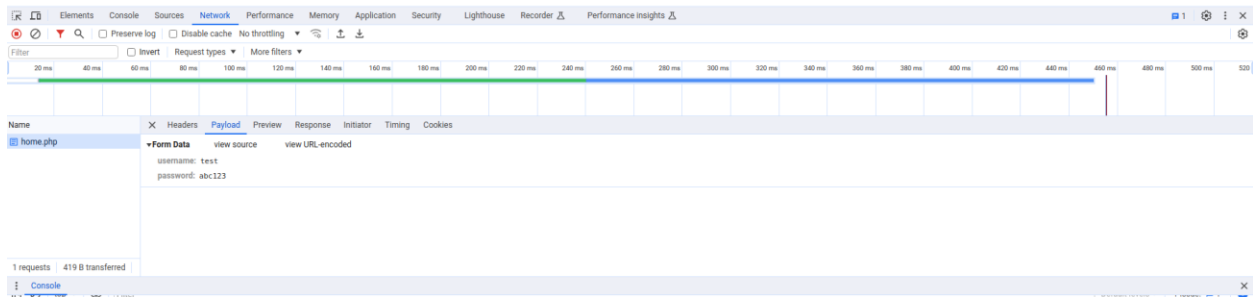 Elements Console Sources Network Performance Memory Application Security Lighthouse Recorder Performance insights 1
Preserve log Disable cache No throttling
Filter Invert Request types More filters
20 ms 40 ms 60 ms 80 ms 100 ms 120 ms 140 ms 160 ms 180 ms 200 ms 220 ms 240 ms 260 ms 280 ms 300 ms 320 ms 340 ms 360 ms 380 ms 400 ms 420 ms 440 ms 460 ms 480 ms 500 ms 520
Name Headers Payload Preview Response Initiator Timing Cookies
home.php Form Data view source view URL-encoded
username: test
password: abc123
1 requests 419 B transferred
Console